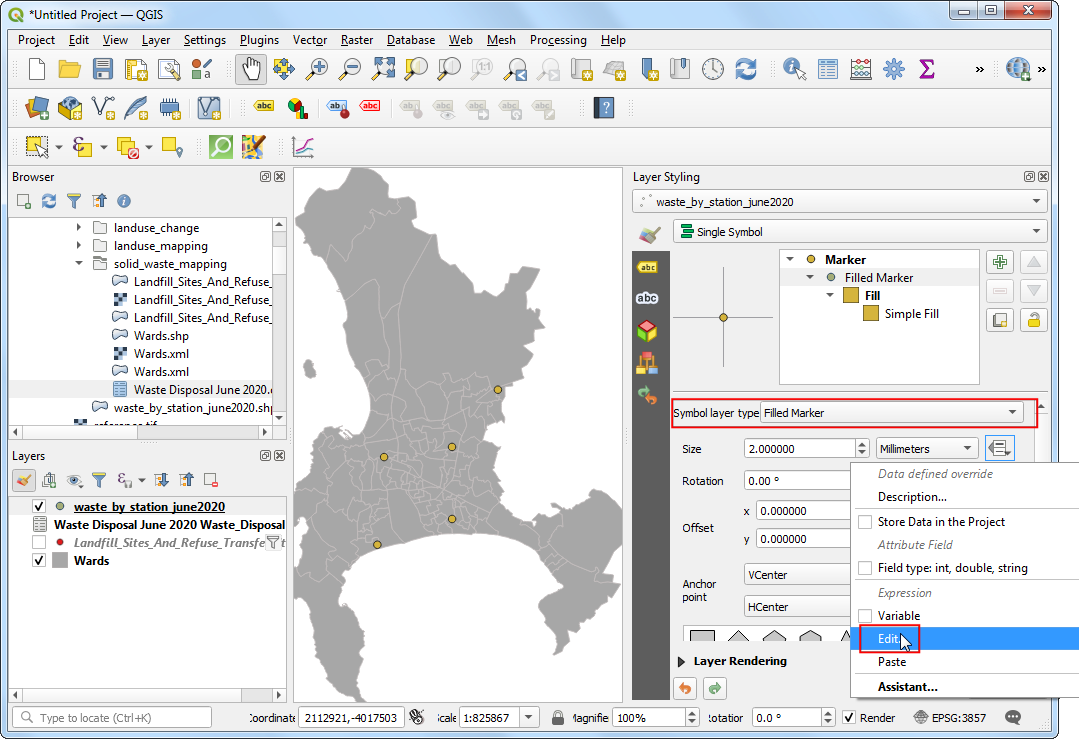 *Untitled Project — QGIS
Project Edit View Layer Settings Plugins Vector Raster Database Web Mesh Processing Help
Browser
landuse_change
landuse_mapping
solid_waste_mapping
Landfill_Sites_And_Refuse_
Landfill_Sites_And_Refuse_
Landfill_Sites_And_Refuse_
Wards.shp
Wards.xml
Wards.xml
Waste Disposal June 2020.
waste_by_station_june2020.shp
reference.tif
Layers
waste_by_station_june2020
Waste Disposal June 2020 Waste_Disposal
Landfill_Sites_And_Refuse_Transfe
Wards
Layer Styling
waste_by_station_june2020
Single Symbol
abc
abc
Marker
Filled Marker
Fill
Simple Fill
Symbol layer type Filled Marker
Size 2.000000 Millimeters
Rotation 0.00 °
Offset
x 0.000000
y 0.000000
Anchor
point
VCenter
HCenter
Layer Rendering
Data defined override
Description...
Store Data in the Project
Attribute Field
Field type: int, double, string
Expression
Variable
Edit...
Paste
Assistant...
Type to locate (Ctrl+K)
Coordinate 2112921,-4017503 Scale 1:825867 Magnifier 100% Rotation 0.0 ° Render EPSG:3857